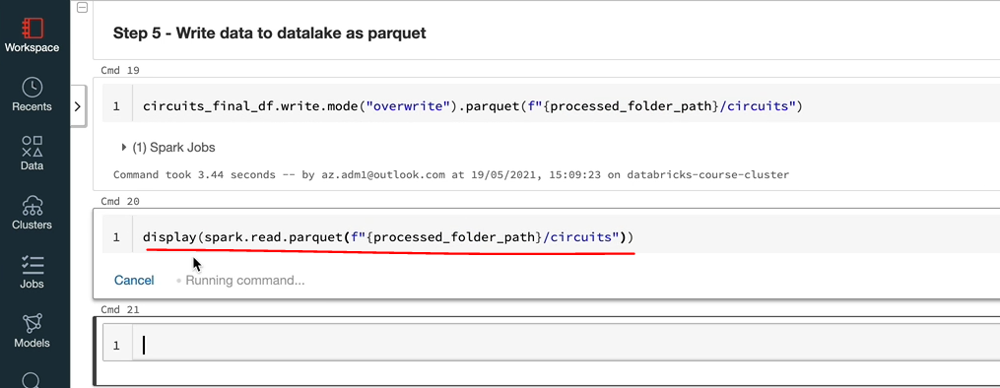 Step 5 - Write data to datalake as parquet
Workspace
Cmd 19
Recents
1 circuits_final_df.write.mode("overwrite").parquet(f"{processed_folder_path}/circuits")
(1) Spark Jobs
Data
Command took 3.44 seconds -- by az.adm1@outlook.com at 19/05/2021, 15:09:23 on databricks-course-cluster
Cmd 20
Clusters
1 display(spark.read.parquet(f"{processed_folder_path}/circuits"))
Jobs
Cancel Running command...
Cmd 21
Models
1